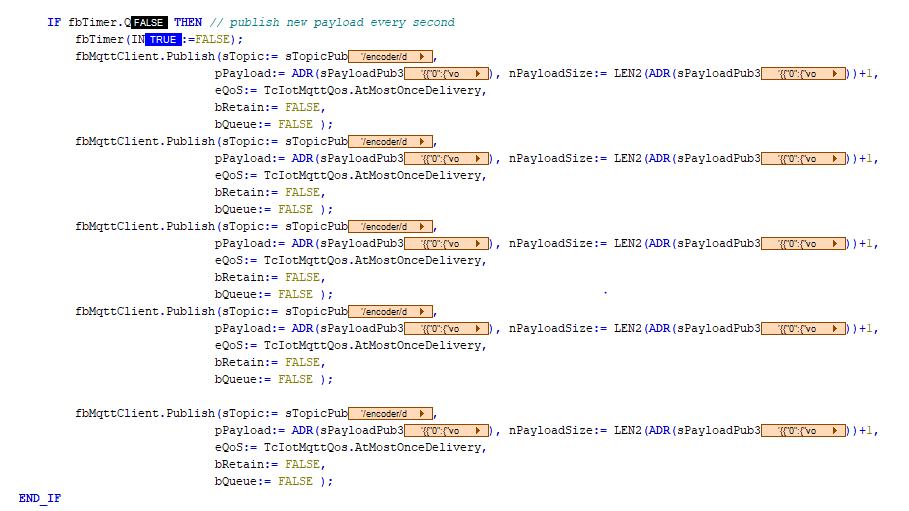 IF fbTimer.Q FALSE THEN // publish new payload every second
fbTimer(IN TRUE :=FALSE);
fbMqttClient.Publish(sTopic:= sTopicPub '/encoder/d ,
pPayload:= ADR(sPayloadPub3 '{{"0":{"vo ), nPayloadSize:= LEN2(ADR(sPayloadPub3 '{{"0":{"vo ))+1,
eQoS:= TcIotMqttQos.AtMostOnceDelivery,
bRetain:= FALSE,
bQueue:= FALSE );
fbMqttClient.Publish(sTopic:= sTopicPub '/encoder/d ,
pPayload:= ADR(sPayloadPub3 '{{"0":{"vo ), nPayloadSize:= LEN2(ADR(sPayloadPub3 '{{"0":{"vo ))+1,
eQoS:= TcIotMqttQos.AtMostOnceDelivery,
bRetain:= FALSE,
bQueue:= FALSE );
fbMqttClient.Publish(sTopic:= sTopicPub '/encoder/d ,
pPayload:= ADR(sPayloadPub3 '{{"0":{"vo ), nPayloadSize:= LEN2(ADR(sPayloadPub3 '{{"0":{"vo ))+1,
eQoS:= TcIotMqttQos.AtMostOnceDelivery,
bRetain:= FALSE,
bQueue:= FALSE );
fbMqttClient.Publish(sTopic:= sTopicPub '/encoder/d ,
pPayload:= ADR(sPayloadPub3 '{{"0":{"vo ), nPayloadSize:= LEN2(ADR(sPayloadPub3 '{{"0":{"vo ))+1,
eQoS:= TcIotMqttQos.AtMostOnceDelivery,
bRetain:= FALSE,
bQueue:= FALSE );
fbMqttClient.Publish(sTopic:= sTopicPub '/encoder/d ,
pPayload:= ADR(sPayloadPub3 '{{"0":{"vo ), nPayloadSize:= LEN2(ADR(sPayloadPub3 '{{"0":{"vo ))+1,
eQoS:= TcIotMqttQos.AtMostOnceDelivery,
bRetain:= FALSE,
bQueue:= FALSE );
END_IF